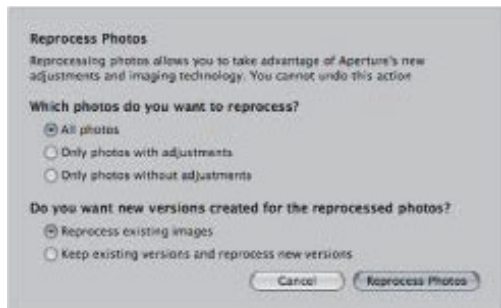 Reprocess Photos
Reprocessing photos allows you to take advantage of Aperture's new
adjustments and imaging technology. You cannot undo this action
Which photos do you want to reprocess?
All photos
Only photos with adjustments
Only photos without adjustments
Do you want new versions created for the reprocessed photos?
Reprocess existing images
Keep existing versions and reprocess new versions
Cancel Reprocess Photos